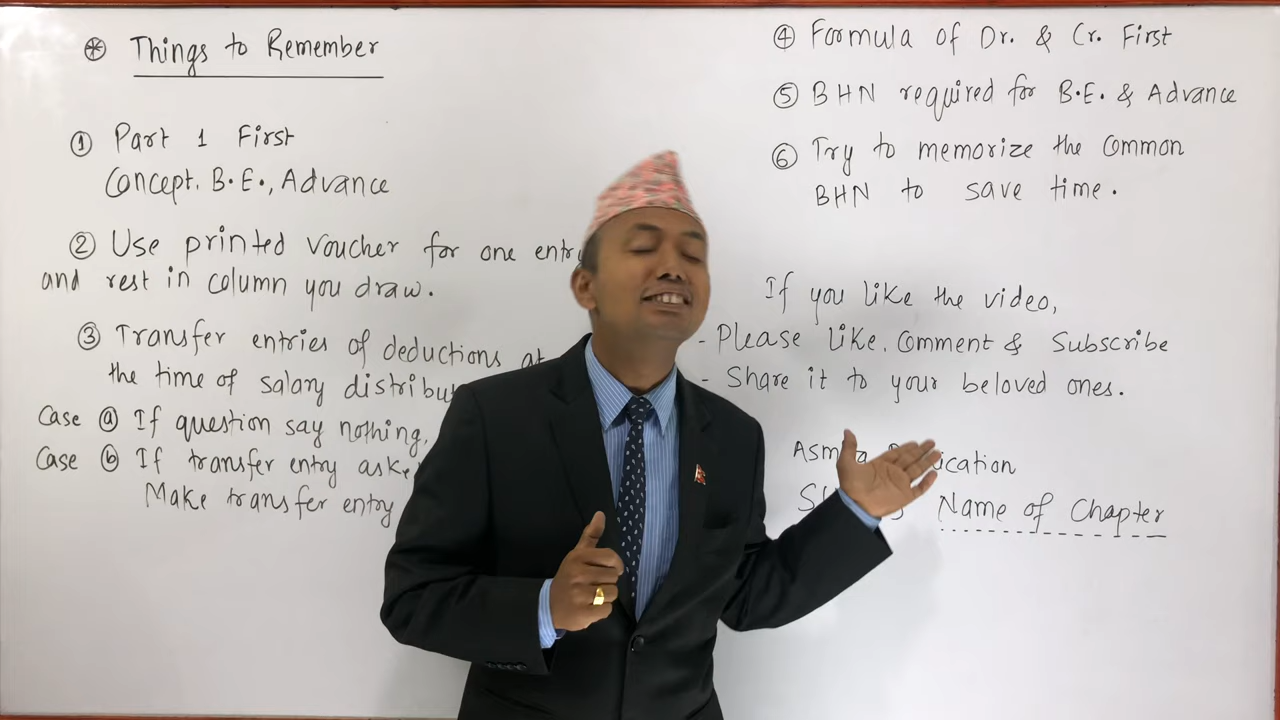 * Things to Remember
① Part 1 First
Concept, B.E., Advance
② Use printed voucher for one
and rest in column you draw.
③ Transfer entries of deductions
the time of salary
Case ⓐ If question say nothing,
Case ⓑ If transfer entry
Make transfer entry
④ Formula of Dr. & Cr. First
⑤ BHN required for B.E. & Advance
⑥ Try to memorize the Common
BHN to save time.
If you like the video,
- Please Like, Comment & Subscribe
- Share it to your beloved ones.
Name of Chapter